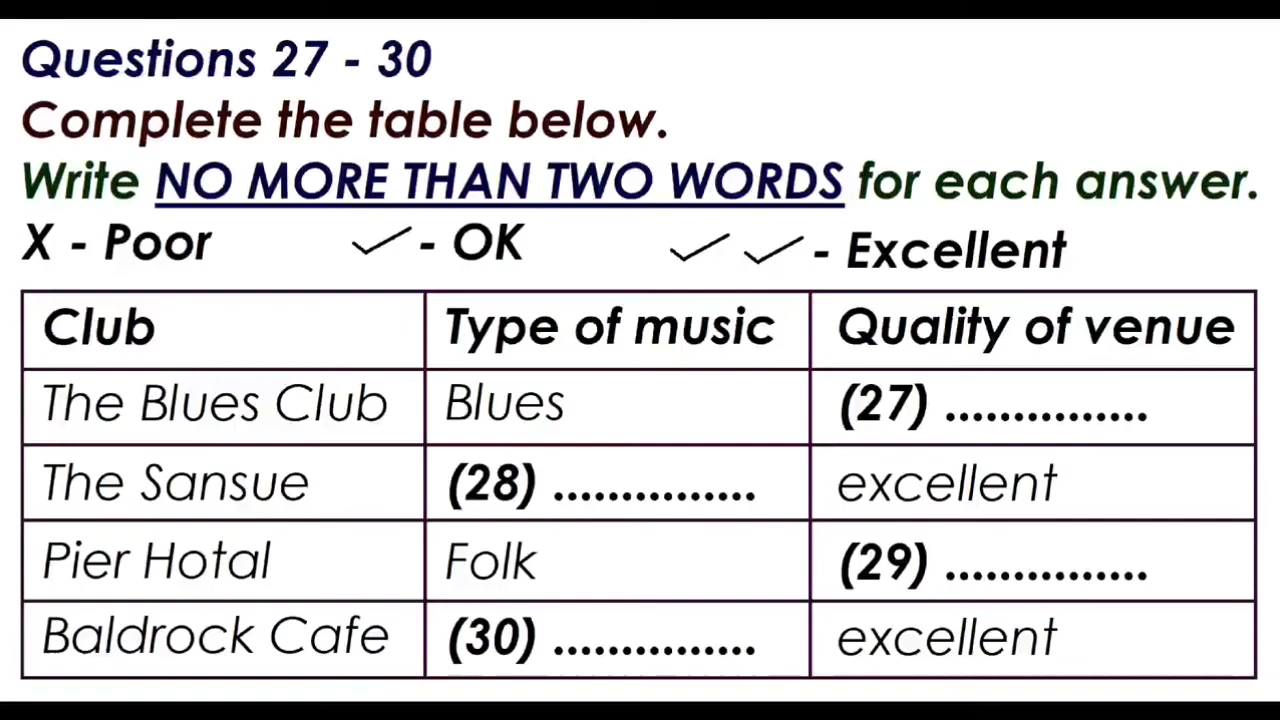 Questions 27 - 30
Complete the table below.
Write NO MORE THAN TWO WORDS for each answer.
X - Poor ✓ - OK ✓ ✓ - Excellent
Club Type of music Quality of venue
The Blues Club Blues (27) ...............
The Sansue (28) ............... excellent
Pier Hotal Folk (29) ...............
Baldrock Cafe (30) ............... excellent